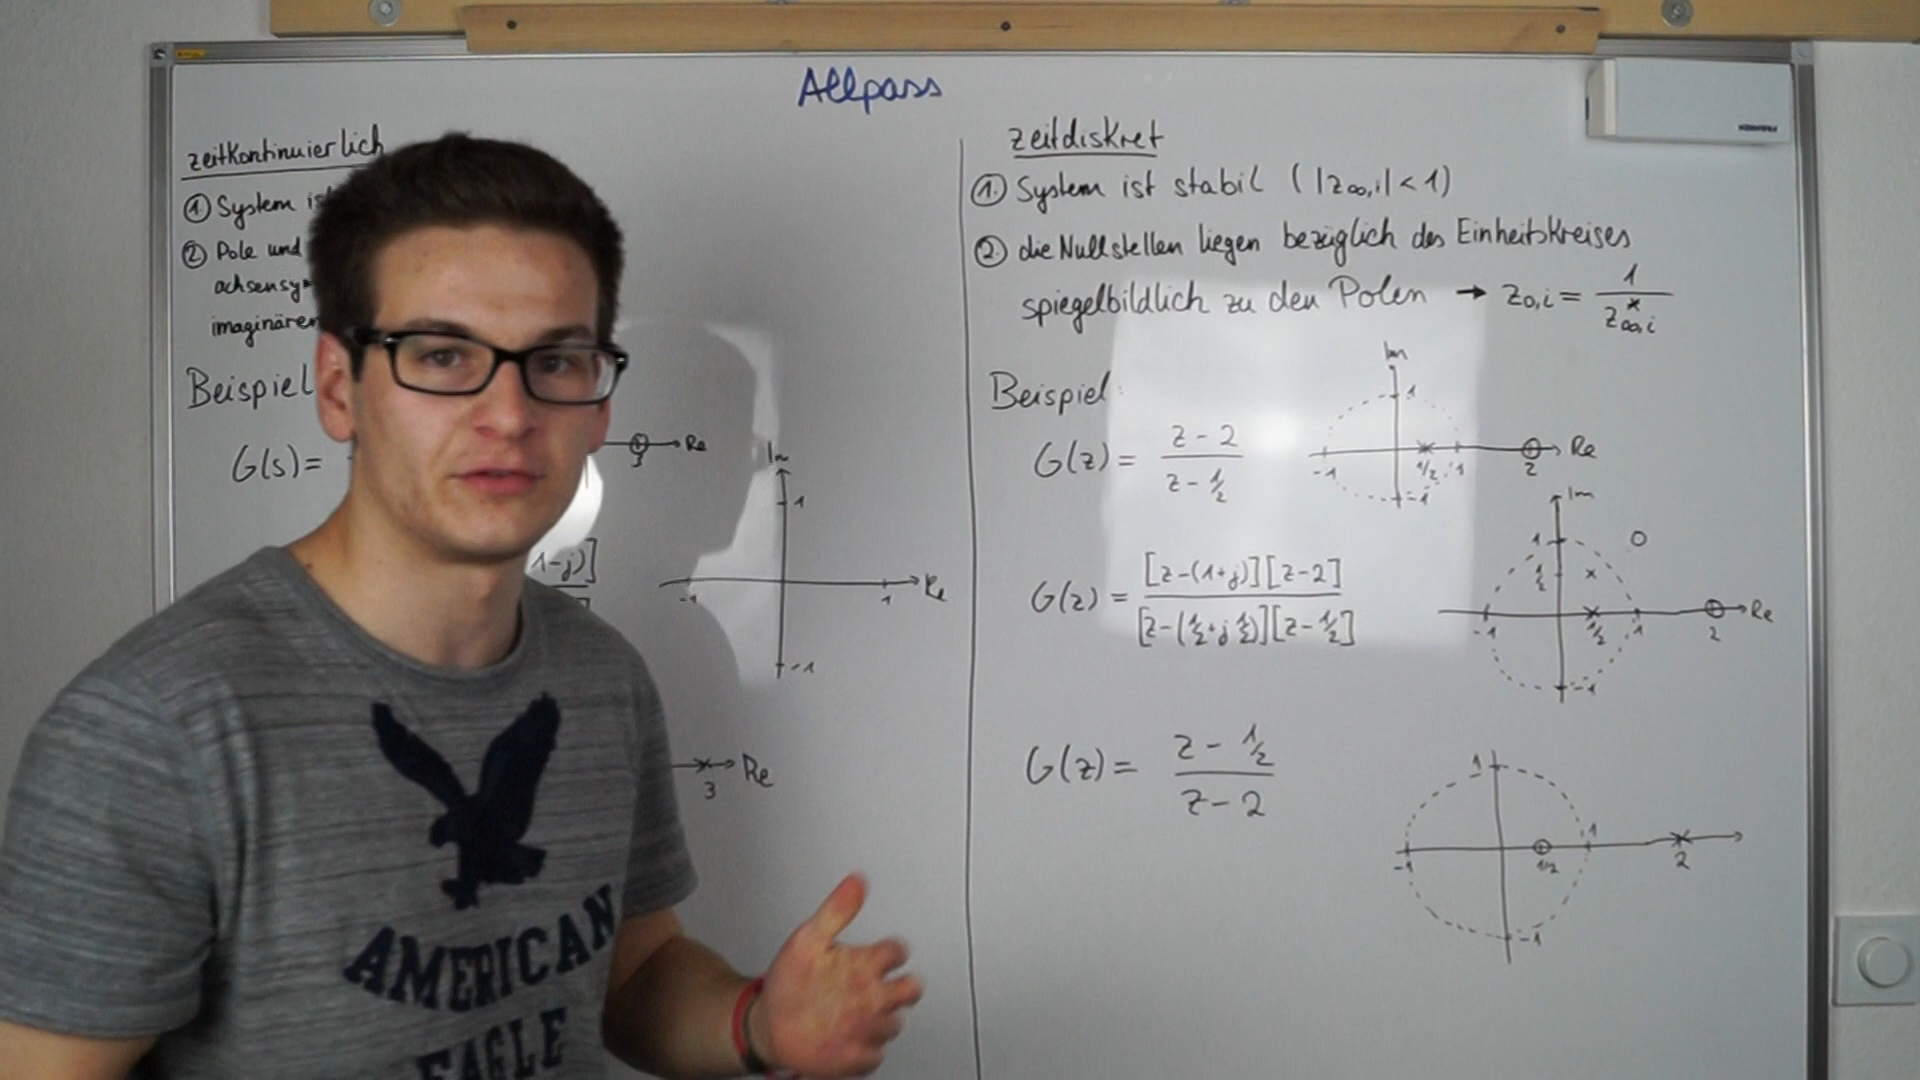 Allpass
zeitkontinuierlich
① System
② Pole und
achsensy
imaginären
Beispiel
G(s) =
3
Re
1-j)]
Im
1
-1
1
Re
-1
3
Re
zeitdiskret
① System ist stabil ( |z∞,i| < 1)
② die Nullstellen liegen bezüglich des Einheitskreises
spiegelbildlich zu den Polen → z0,i = 1 / z*∞,i
Beispiel:
G(z) = (z - 2) / (z - 1/2)
Im
1
-1
1/2
1
2
Re
-1
G(z) = [z-(1+j)][z-2] / [z-(1/2+j 1/2)][z-1/2]
Im
1
1/2
-1
1/2
1
2
Re
-1
G(z) = (z - 1/2) / (z - 2)
1
-1
1/2
1
2
-1
AMERICAN
EAGLE